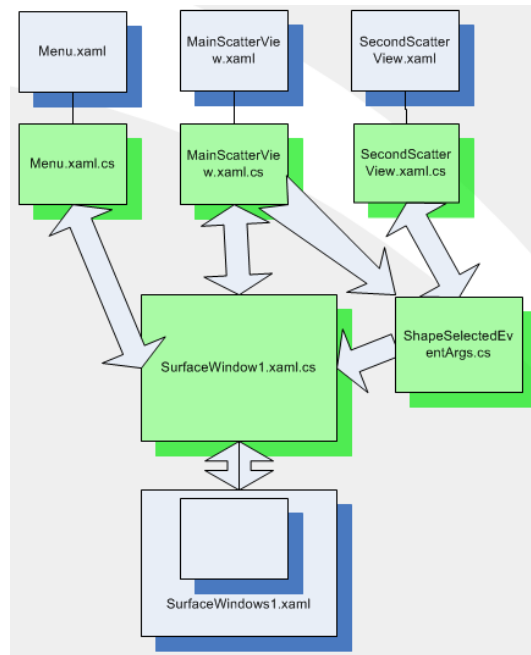 Menu.xaml
MainScatterVie
w.xaml
SecondScatter
View.xaml
Menu.xaml.cs
MainScatterVie
w.xaml.cs
SecondScatter
View.xaml.cs
SurfaceWindow1.xaml.cs
ShapeSelectedEv
entArgs.cs
SurfaceWindows1.xaml